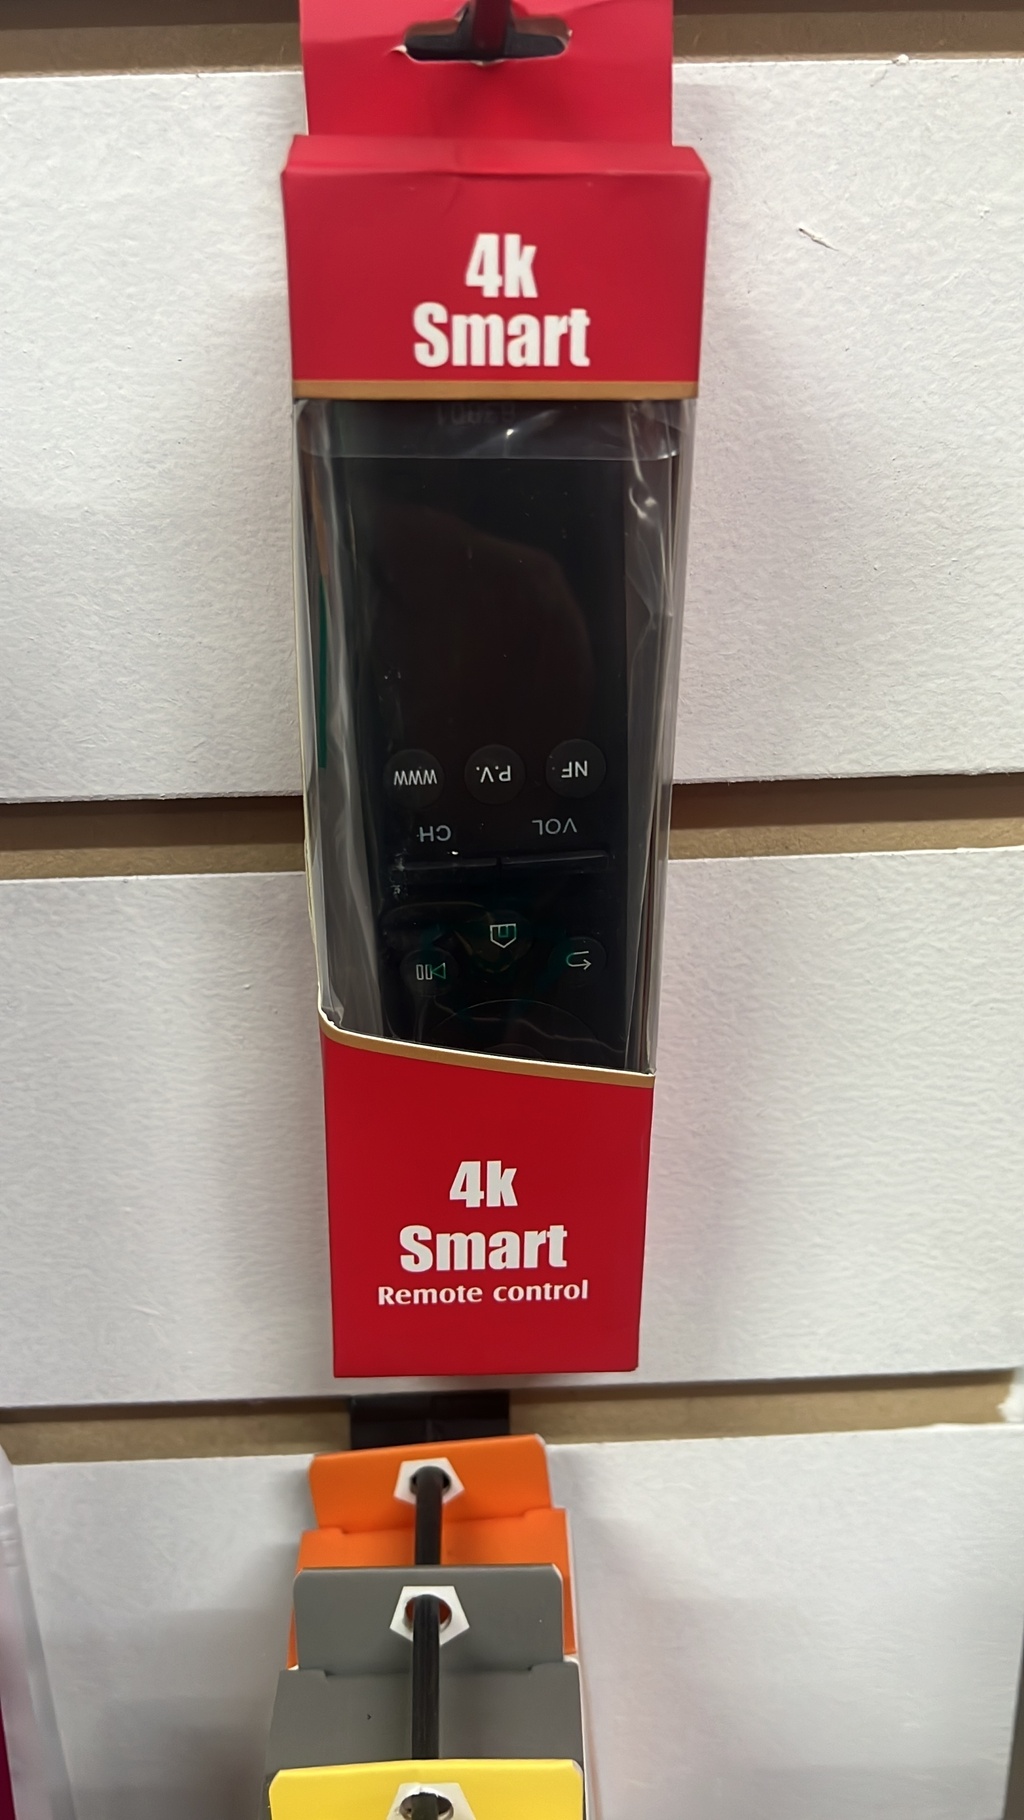 4k
Smart
WWW P.V. NF
CH VOL
4k
Smart
Remote control